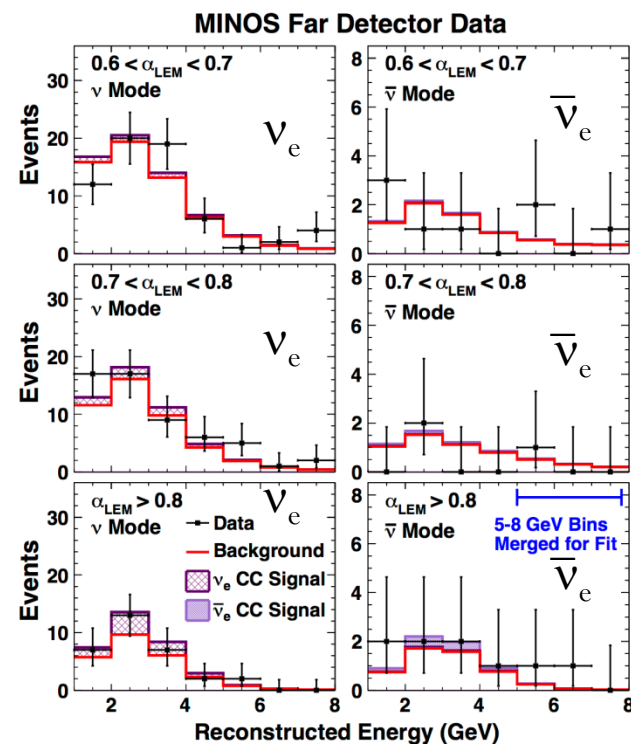 MINOS Far Detector Data
0.6 < α_LEM < 0.7
ν Mode
ν_e
Events
30
20
10
0
0.6 < α_LEM < 0.7
ν̅ Mode
ν̅_e
8
6
4
2
0
0.7 < α_LEM < 0.8
ν Mode
ν_e
Events
30
20
10
0
0.7 < α_LEM < 0.8
ν̅ Mode
ν̅_e
8
6
4
2
0
α_LEM > 0.8
ν Mode
ν_e
Data
Background
ν_e CC Signal
ν̅_e CC Signal
Events
30
20
10
0
2 4 6 8
α_LEM > 0.8
ν̅ Mode
5-8 GeV Bins
Merged for Fit
ν̅_e
8
6
4
2
0
2 4 6 8
Reconstructed Energy (GeV)